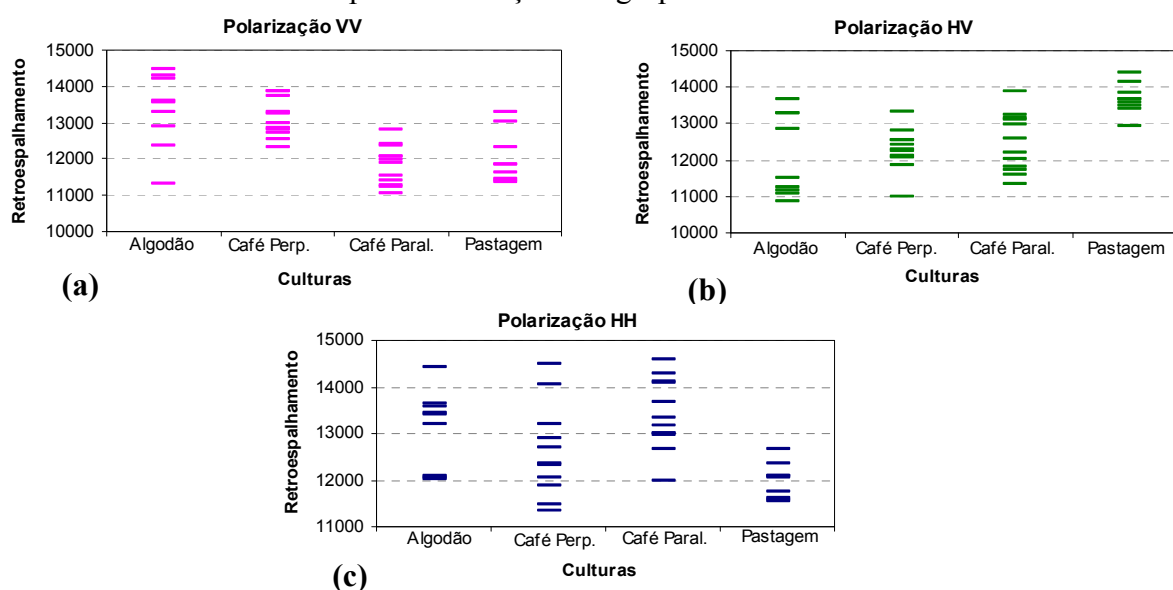 Polarização VV
15000
14000
13000
12000
11000
10000
Retroespalhamento
Algodão Café Perp. Café Paral. Pastagem
Culturas
(a)
Polarização HV
15000
14000
13000
12000
11000
10000
Retroespalhamento
Algodão Café Perp. Café Paral. Pastagem
Culturas
(b)
Polarização HH
15000
14000
13000
12000
11000
Retroespalhamento
Algodão Café Perp. Café Paral. Pastagem
Culturas
(c)